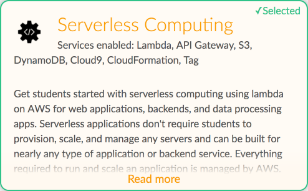 ✓Selected
Serverless Computing
Services enabled: Lambda, API Gateway, S3,
DynamoDB, Cloud9, CloudFormation, Tag
Get students started with serverless computing using lambda
on AWS for web applications, backends, and data processing
apps. Serverless applications don't require students to
provision, scale, and manage any servers and can be built for
nearly any type of application or backend service. Everything
required to run and scale an application is managed by AWS.
Read more